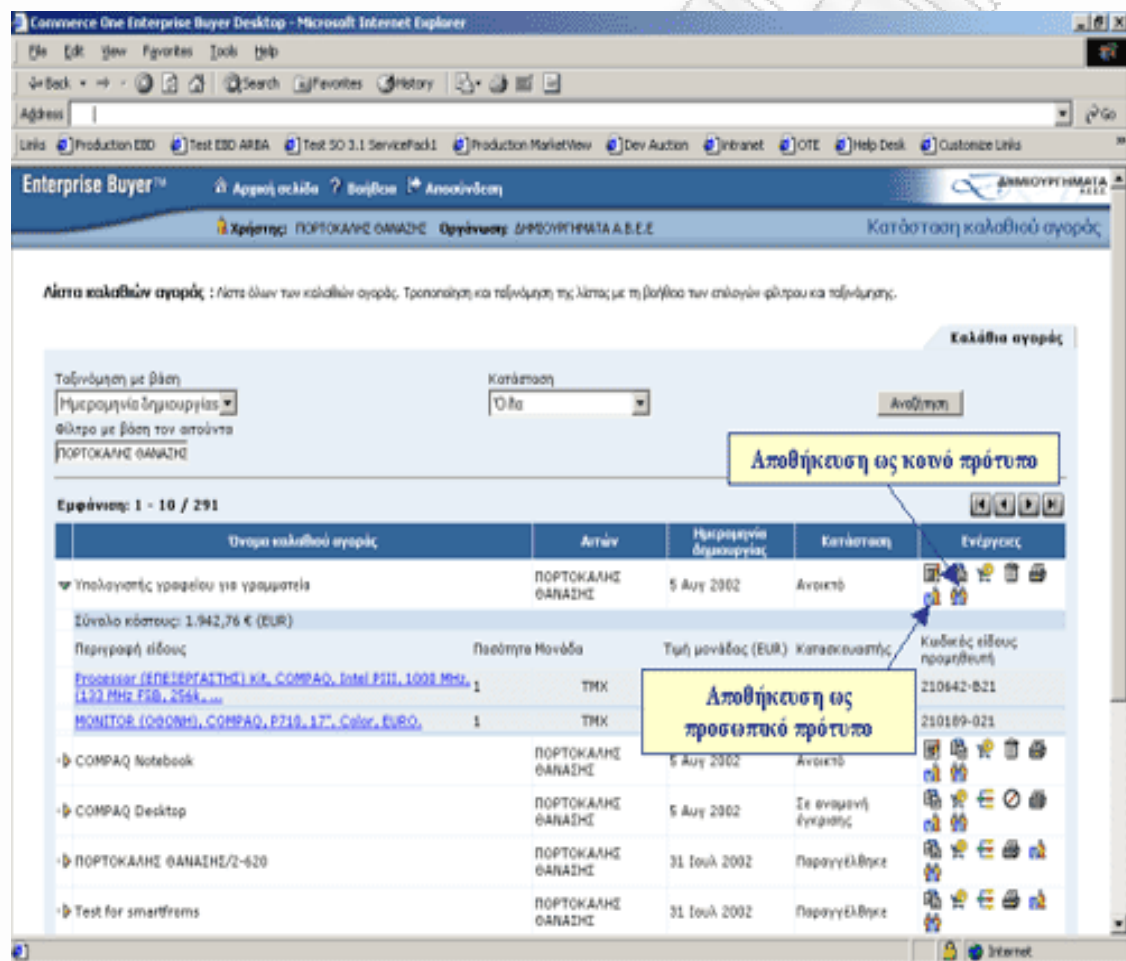 Commerce One Enterprise Buyer Desktop - Microsoft Internet Explorer
File Edit View Favorites Tools Help
Back Search Favorites History
Address Go
Links Production EBD Test EBD ARBA Test SO 3.1 ServicePack1 Production MarketView Dev Auction Intranet OTE Help Desk Customize Links
Enterprise Buyer™ Αρχική σελίδα ? Βοήθεια Αποσύνδεση ΔΗΜΙΟΥΡΓΗΜΑΤΑ Α.Β.Ε.Ε.
Χρήστης: ΠΟΡΤΟΚΑΛΗΣ ΘΑΝΑΣΗΣ Οργάνωση: ΔΗΜΙΟΥΡΓΗΜΑΤΑ Α.Β.Ε.Ε Κατάσταση καλαθιού αγοράς
Λίστα καλαθιών αγοράς : Λίστα όλων των καλαθιών αγοράς. Τροποποίηση και ταξινόμηση της λίστας με τη βοήθεια των επιλογών φίλτρου και ταξινόμησης.
Καλάθια αγοράς
Ταξινόμηση με βάση Κατάσταση
Ημερομηνία δημιουργίας Όλα Αναζήτηση
Φίλτρο με βάση τον αιτούντα
ΠΟΡΤΟΚΑΛΗΣ ΘΑΝΑΣΗΣ
Αποθήκευση ως κοινό πρότυπο
Εμφάνιση: 1 - 10 / 291
Όνομα καλαθιού αγοράς Αιτών Ημερομηνία δημιουργίας Κατάσταση Ενέργειες
Υπολογιστής γραφείου για γραμματεία ΠΟΡΤΟΚΑΛΗΣ ΘΑΝΑΣΗΣ 5 Αυγ 2002 Ανοικτό
Σύνολο κόστους: 1.942,76 € (EUR)
Περιγραφή είδους Ποσότητα Μονάδα Τιμή μονάδας (EUR) Κατασκευαστής Κωδικός είδους προμηθευτή
Processor (ΕΠΕΞΕΡΓΑΣΤΗΣ) Kit, COMPAQ, Intel PIII, 1000 MHz, 1 ΤΜΧ 210642-B21
(133 MHz FSB, 256k, ...
MONITOR (ΟΘΟΝΗ), COMPAQ, P710, 17", Color, EURO, 1 ΤΜΧ 210189-021
Αποθήκευση ως
προσωπικό πρότυπο
COMPAQ Notebook ΠΟΡΤΟΚΑΛΗΣ ΘΑΝΑΣΗΣ 5 Αυγ 2002 Ανοικτό
COMPAQ Desktop ΠΟΡΤΟΚΑΛΗΣ ΘΑΝΑΣΗΣ 5 Αυγ 2002 Σε αναμονή έγκρισης
ΠΟΡΤΟΚΑΛΗΣ ΘΑΝΑΣΗΣ/2-620 ΠΟΡΤΟΚΑΛΗΣ ΘΑΝΑΣΗΣ 31 Ιουλ 2002 Παραγγέλθηκε
Test for smartfroms ΠΟΡΤΟΚΑΛΗΣ ΘΑΝΑΣΗΣ 31 Ιουλ 2002 Παραγγέλθηκε
Internet